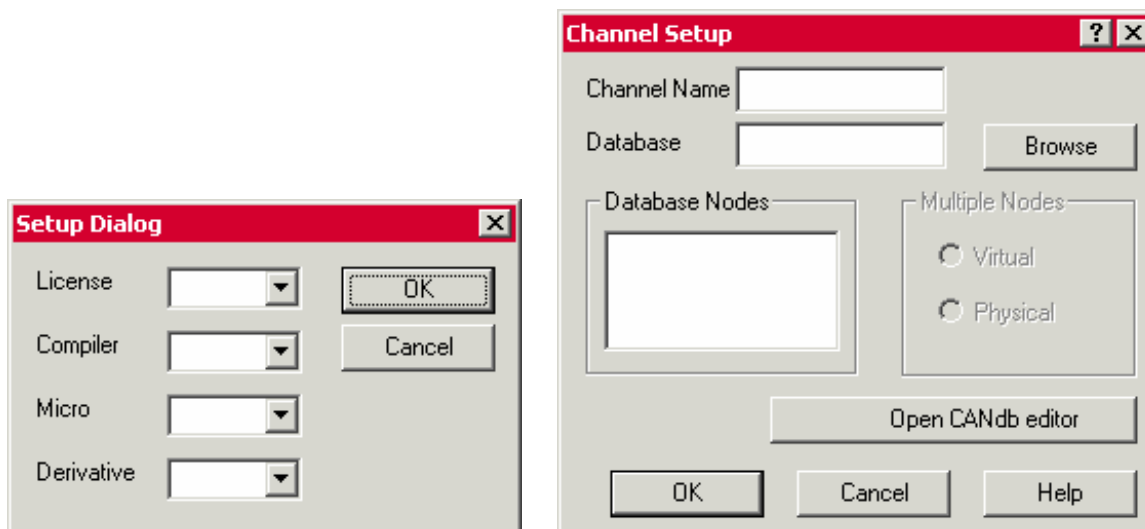 Setup Dialog
License
OK
Compiler
Cancel
Micro
Derivative
Channel Setup
?
Channel Name
Database
Browse
Database Nodes
Multiple Nodes
Virtual
Physical
Open CANdb editor
OK
Cancel
Help